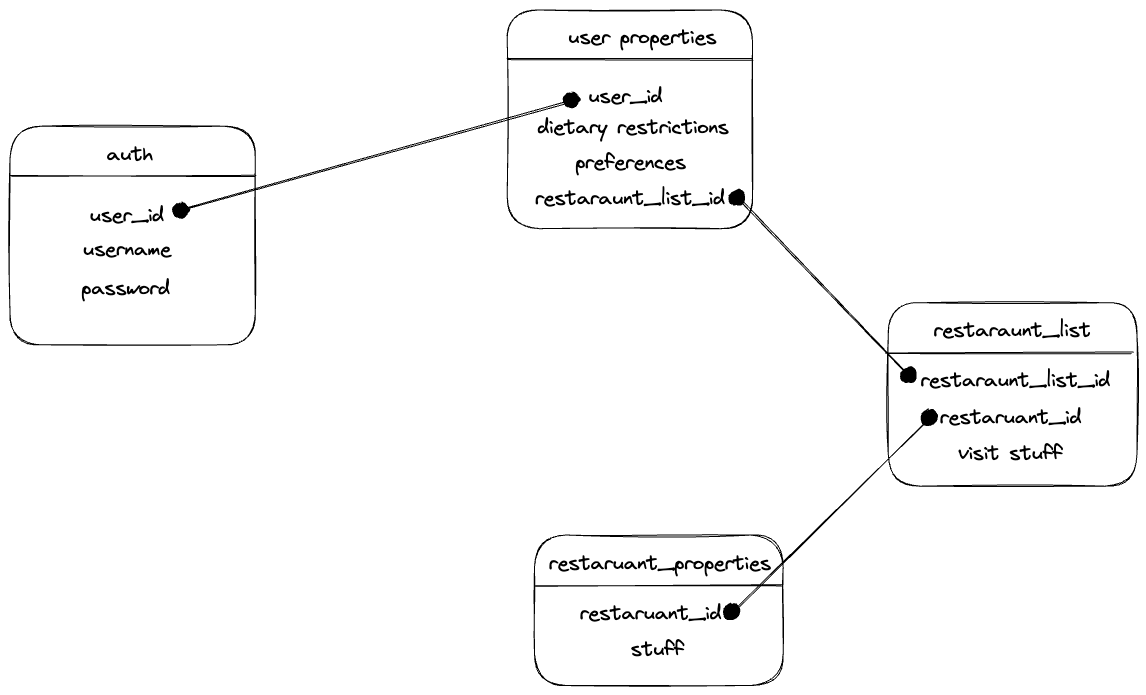 user properties
user_id
dietary restrictions
preferences
restaraunt_list_id
auth
user_id
username
password
restaraunt_list
restaraunt_list_id
restaruant_id
visit stuff
restaruant_properties
restaruant_id
stuff